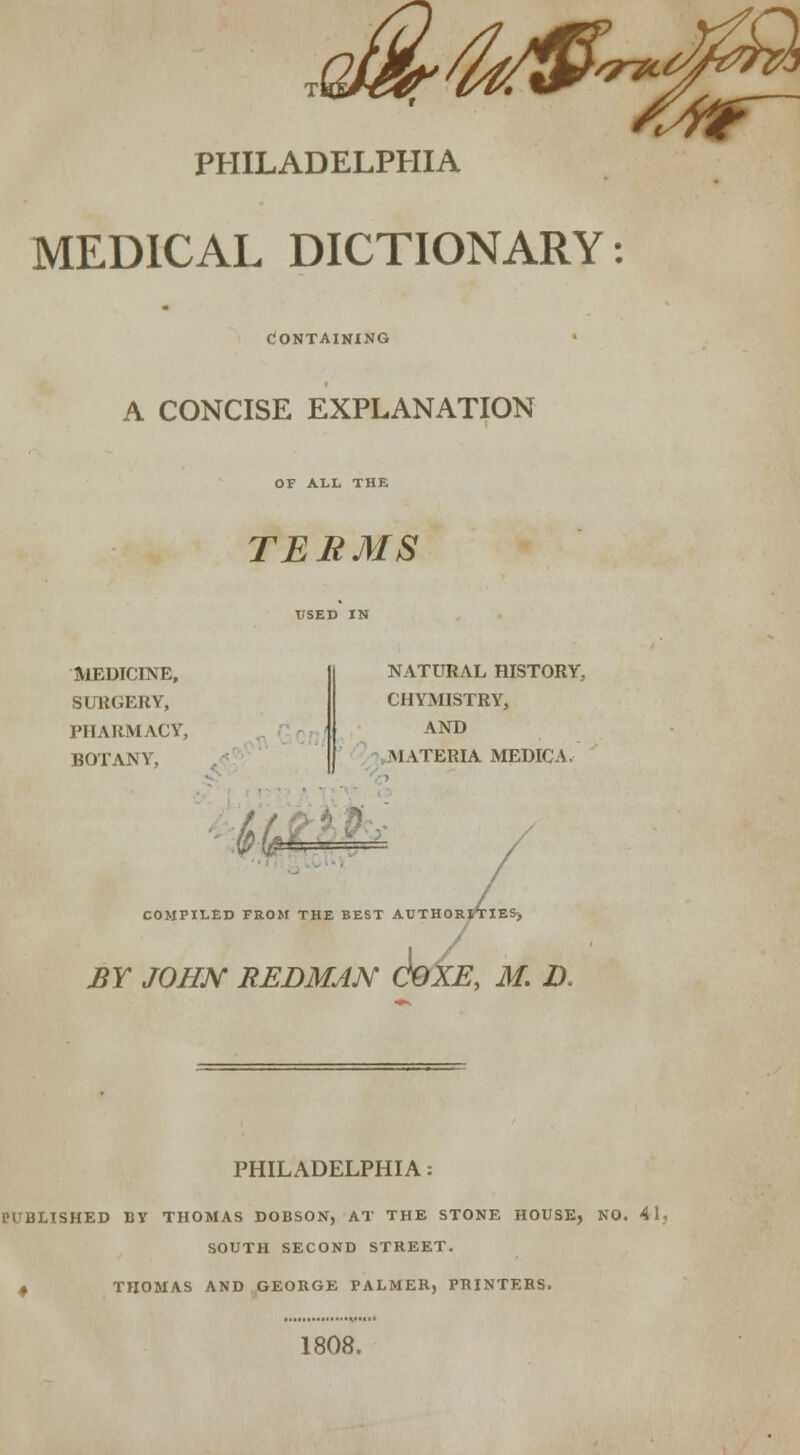 THE
PHILADELPHIA
MEDICAL DICTIONARY:
CONTAINING
A CONCISE EXPLANATION
OF ALL THE
TERMS
USED IN
MEDICINE,
SURGERY,
PHARMACY,
BOTANY,
NATURAL HISTORY,
CHYMISTRY,
AND
MATERIA MEDICA.
COMPILED FROM THE BEST AUTHORITIES,
BY JOHN REDMAN COXE, M. D.
PHILADELPHIA:
PUBLISHED BY THOMAS DOBSON, AT THE STONE HOUSE, NO. 41,
SOUTH SECOND STREET.
THOMAS AND GEORGE PALMER, PRINTERS.
1808.